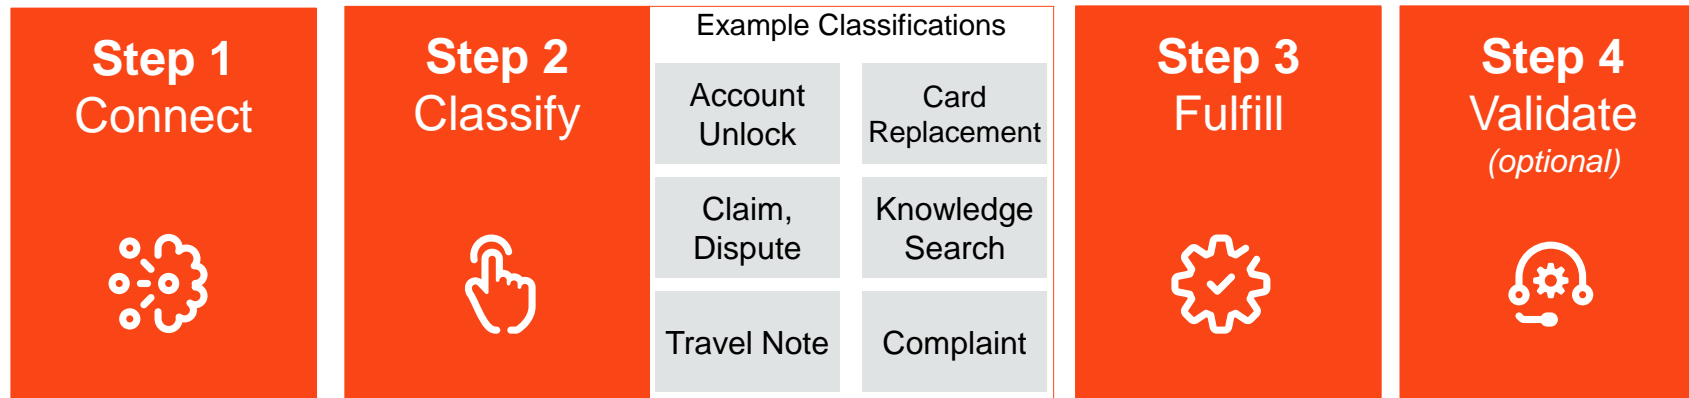 Step 1
Connect
Step 2
Classify
Example Classifications
Account
Unlock
Card
Replacement
Claim,
Dispute
Knowledge
Search
Travel Note
Complaint
Step 3
Fulfill
Step 4
Validate
(optional)